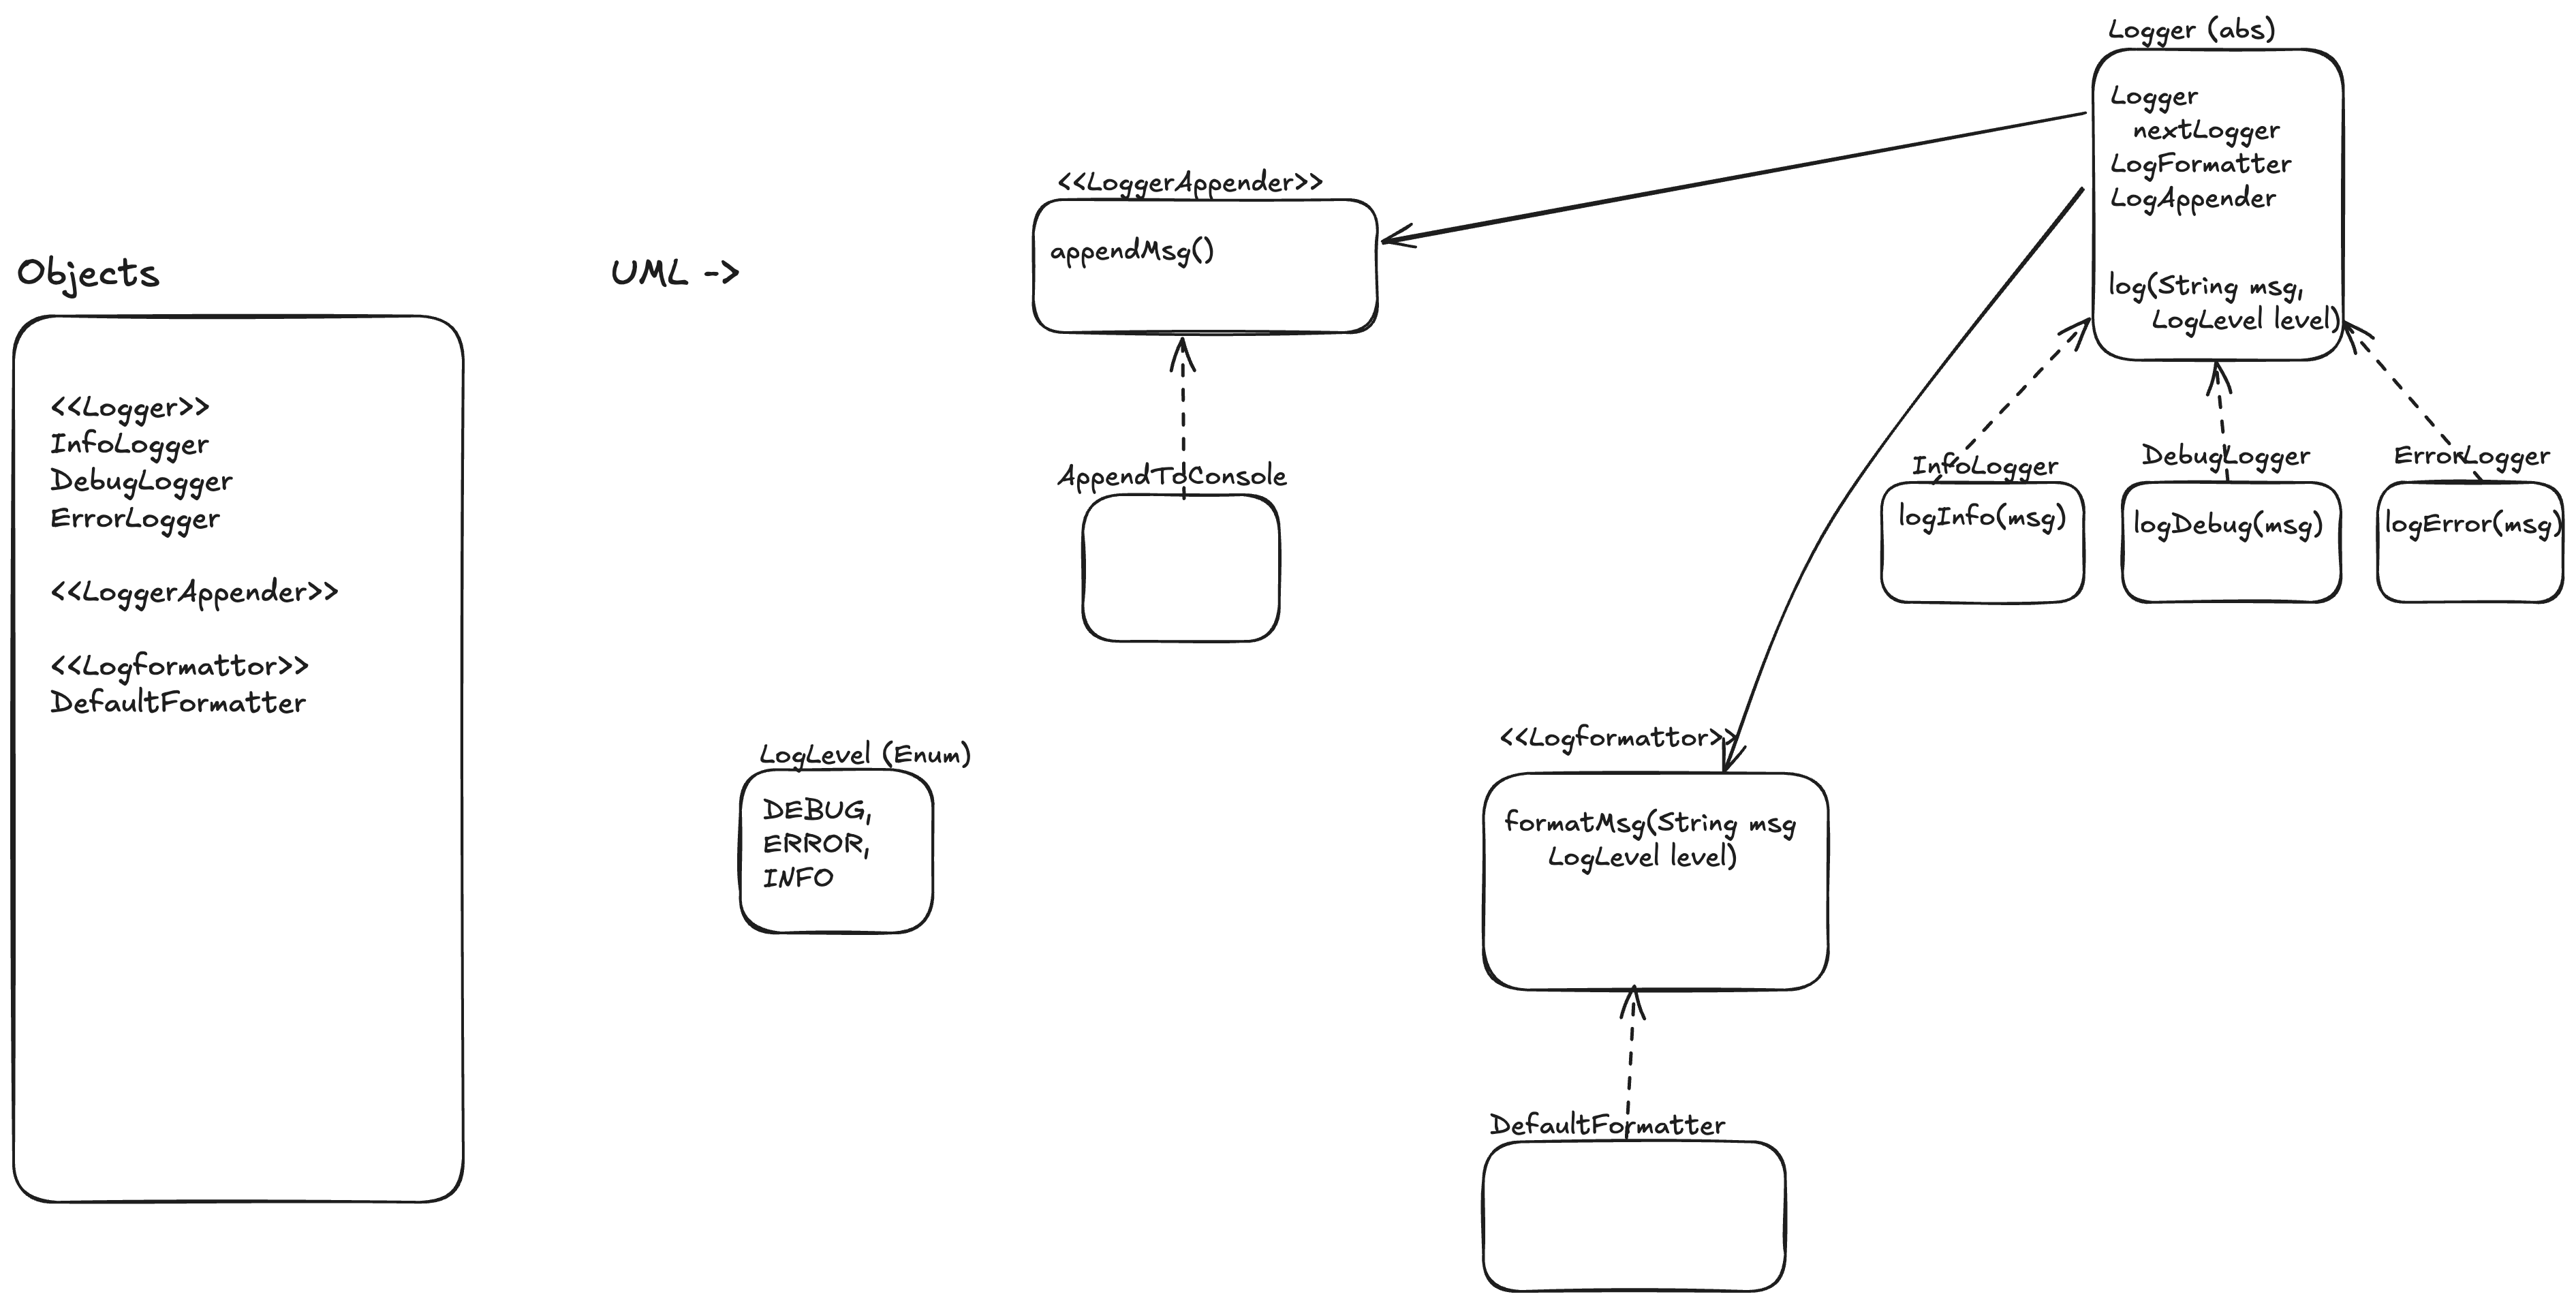 Objects
<<Logger>>
InfoLogger
DebugLogger
ErrorLogger
<<LoggerAppender>>
<<Logformattor>>
DefaultFormatter
UML ->
<<LoggerAppender>>
appendMsg()
AppendToConsole
LogLevel (Enum)
DEBUG,
ERROR,
INFO
Logger (abs)
Logger
nextLogger
LogFormatter
LogAppender
log(String msg,
LogLevel level)
InfoLogger
logInfo(msg)
DebugLogger
logDebug(msg)
ErrorLogger
logError(msg)
<<Logformattor>>
formatMsg(String msg
LogLevel level)
DefaultFormatter